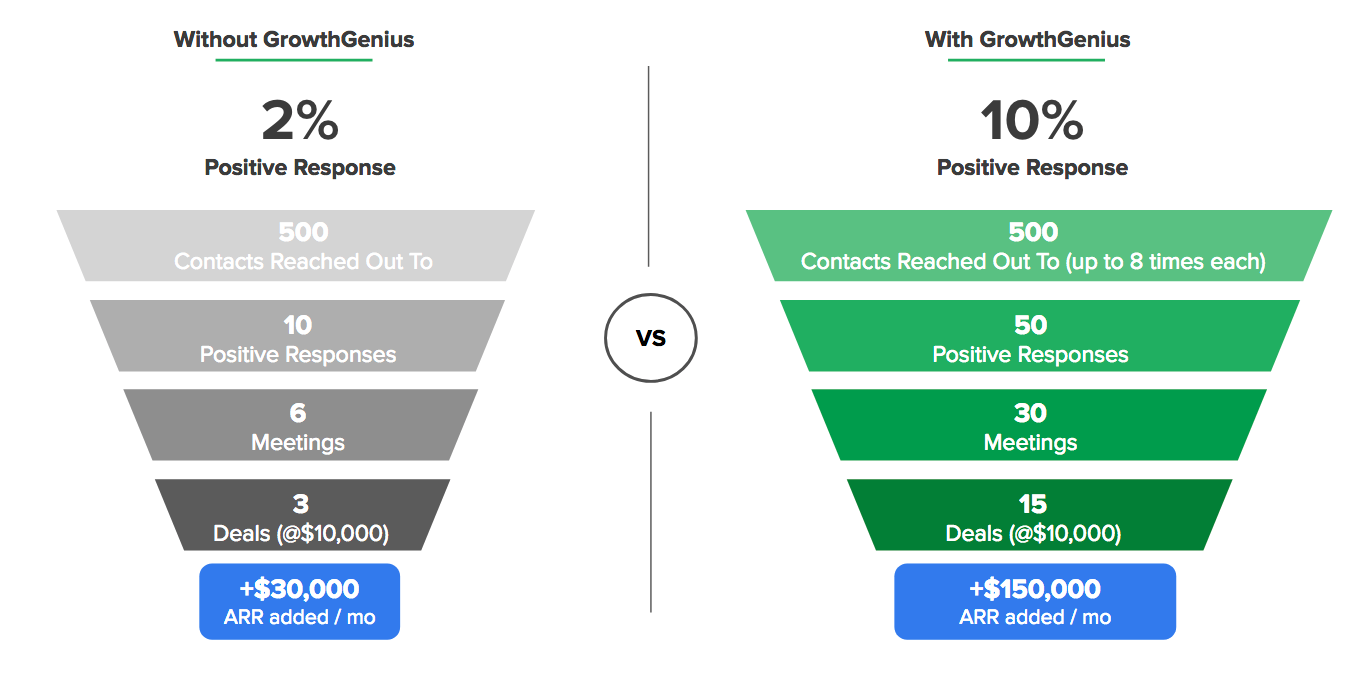 Without GrowthGenius
2%
Positive Response
500
Contacts Reached Out To
10
Positive Responses
6
Meetings
3
Deals (@$10,000)
+$30,000
ARR added / mo
VS
With GrowthGenius
10%
Positive Response
500
Contacts Reached Out To (up to 8 times each)
50
Positive Responses
30
Meetings
15
Deals (@$10,000)
+$150,000
ARR added / mo